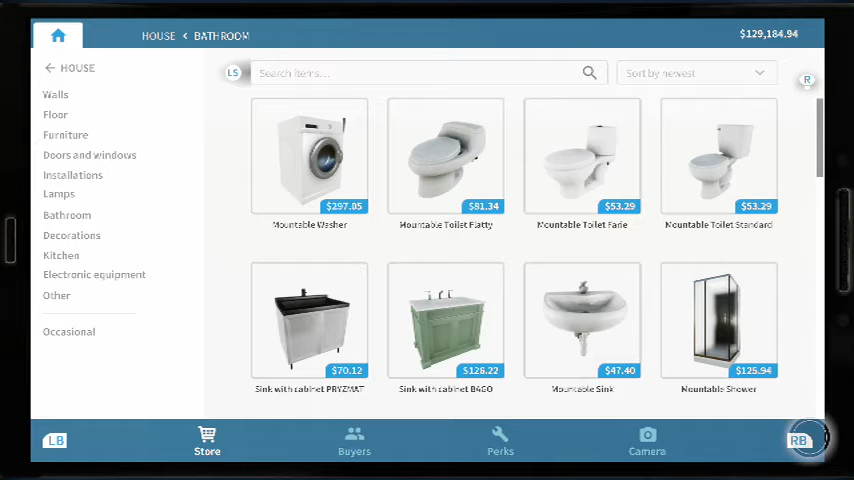 HOUSE < BATHROOM
$129,184.94
HOUSE
LS
Search items...
Sort by newest
R
Walls
Floor
Furniture
Doors and windows
Installations
Lamps
Bathroom
Decorations
Kitchen
Electronic equipment
Other
Occasional
$297.05
$81.34
$53.29
$53.29
Mountable Washer
Mountable Toilet Flatty
Mountable Toilet Farie
Mountable Toilet Standard
$70.12
$126.22
$47.40
$125.94
Sink with cabinet PRYZMAT
Sink with cabinet BAGO
Mountable Sink
Mountable Shower
LB
Store
Buyers
Perks
Camera
RB